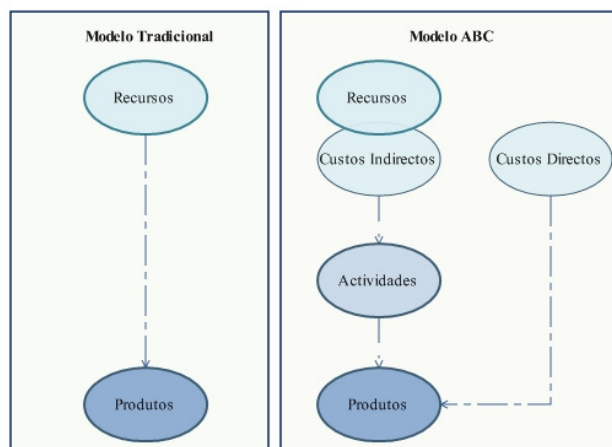 Modelo Tradicional
Recursos
Produtos
Modelo ABC
Recursos
Custos Indirectos
Custos Directos
Actividades
Produtos